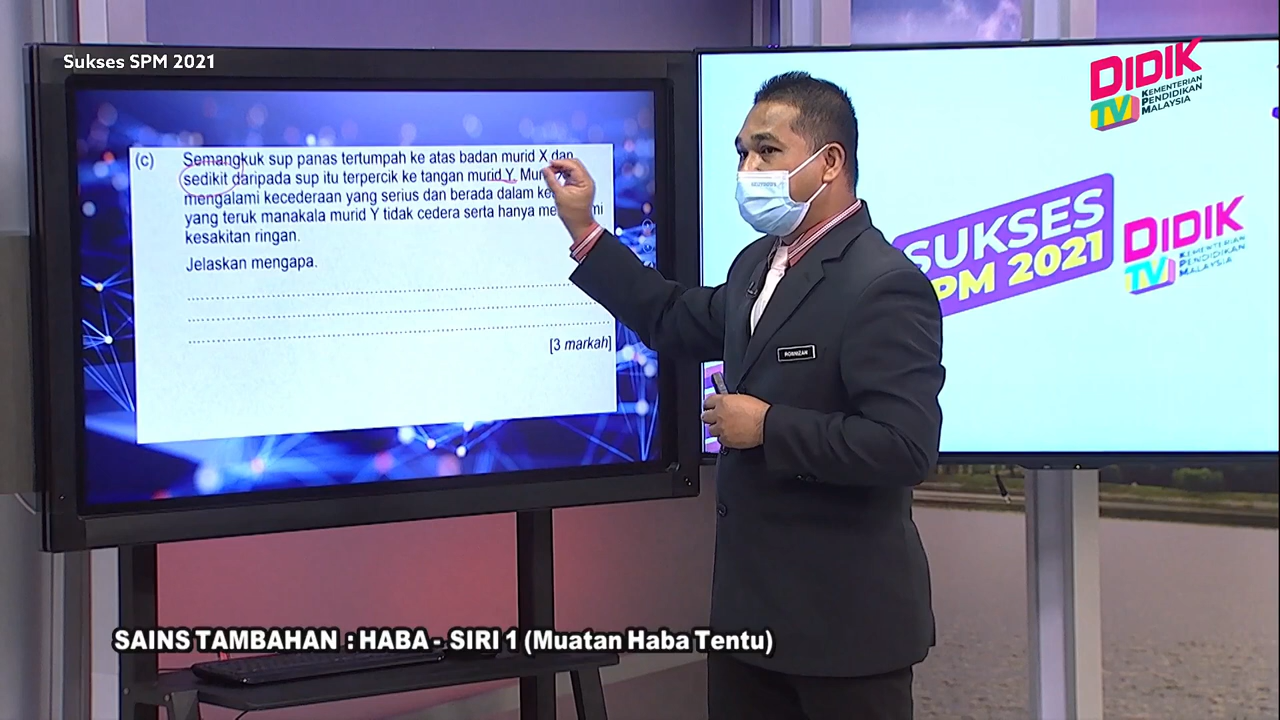 Sukses SPM 2021
(c) Semangkuk sup panas tertumpah ke atas badan murid X dan
sedikit daripada sup itu terpercik ke tangan murid Y.
mengalami kecederaan yang serius dan berada dalam
yang teruk manakala murid Y tidak cedera serta hanya
kesakitan ringan.
Jelaskan mengapa.
[3 markah]
DIDIK
TV
KEMENTERIAN
PENDIDIKAN
MALAYSIA
SUKSES
SPM 2021
DIDIK
TV
KEMENTERIAN
PENDIDIKAN
MALAYSIA
ROSNIZAN
SAINS TAMBAHAN : HABA - SIRI 1 (Muatan Haba Tentu)